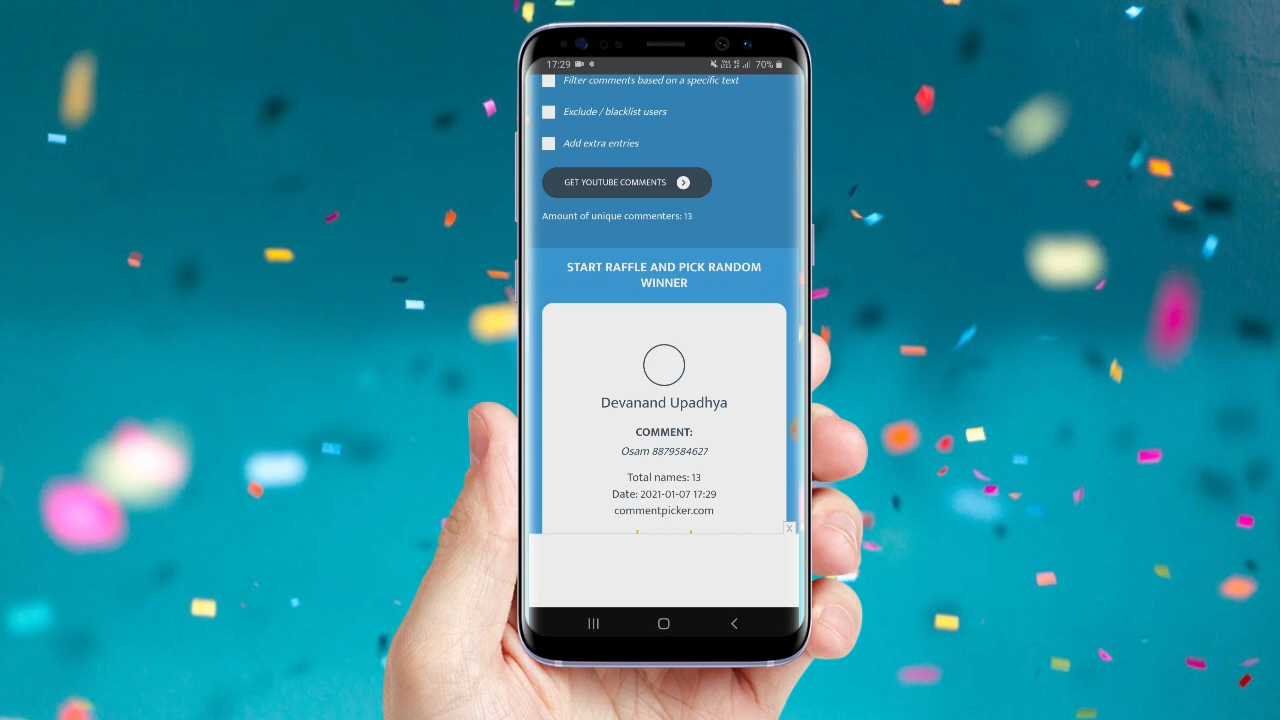 17:29 70%
Filter comments based on a specific text
Exclude / blacklist users
Add extra entries
GET YOUTUBE COMMENTS
Amount of unique commenters: 13
START RAFFLE AND PICK RANDOM
WINNER
Devanand Upadhya
COMMENT:
Osam 8879584627
Total names: 13
Date: 2021-01-07 17:29
commentpicker.com
X